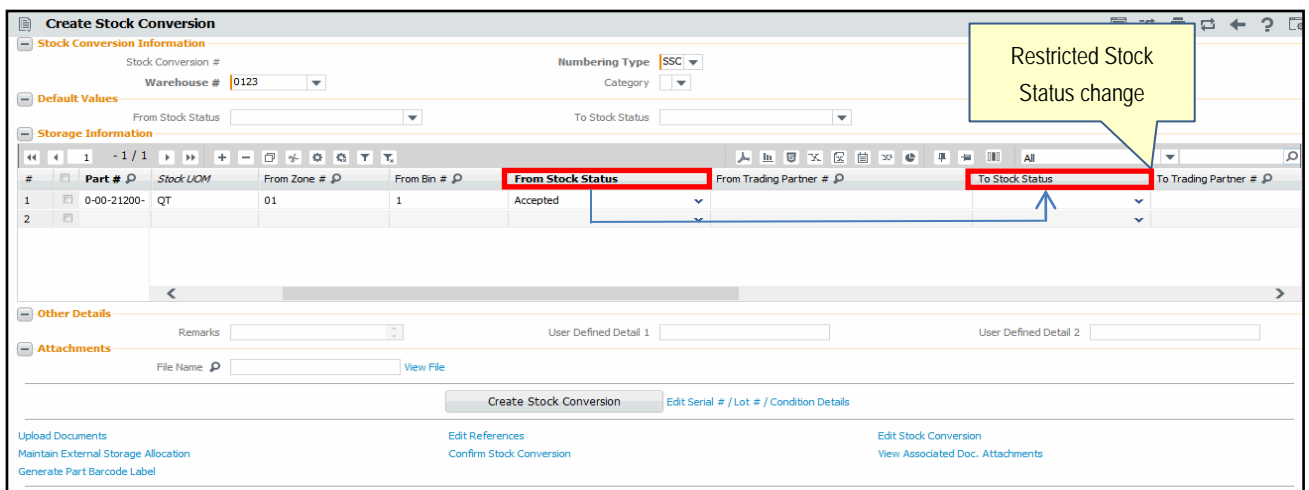 Create Stock Conversion
Restricted Stock
Status change
Stock Conversion Information
Stock Conversion #
Numbering Type SSC
Warehouse # 0123
Category
Default Values
From Stock Status
To Stock Status
Storage Information
1 - 1 / 1
All
# Part # Stock UOM From Zone # From Bin # From Stock Status From Trading Partner # To Stock Status To Trading Partner #
1 0-00-21200- QT 01 1 Accepted
2
Other Details
Remarks
User Defined Detail 1
User Defined Detail 2
Attachments
File Name View File
Create Stock Conversion Edit Serial # / Lot # / Condition Details
Upload Documents Edit References Edit Stock Conversion
Maintain External Storage Allocation Confirm Stock Conversion View Associated Doc. Attachments
Generate Part Barcode Label